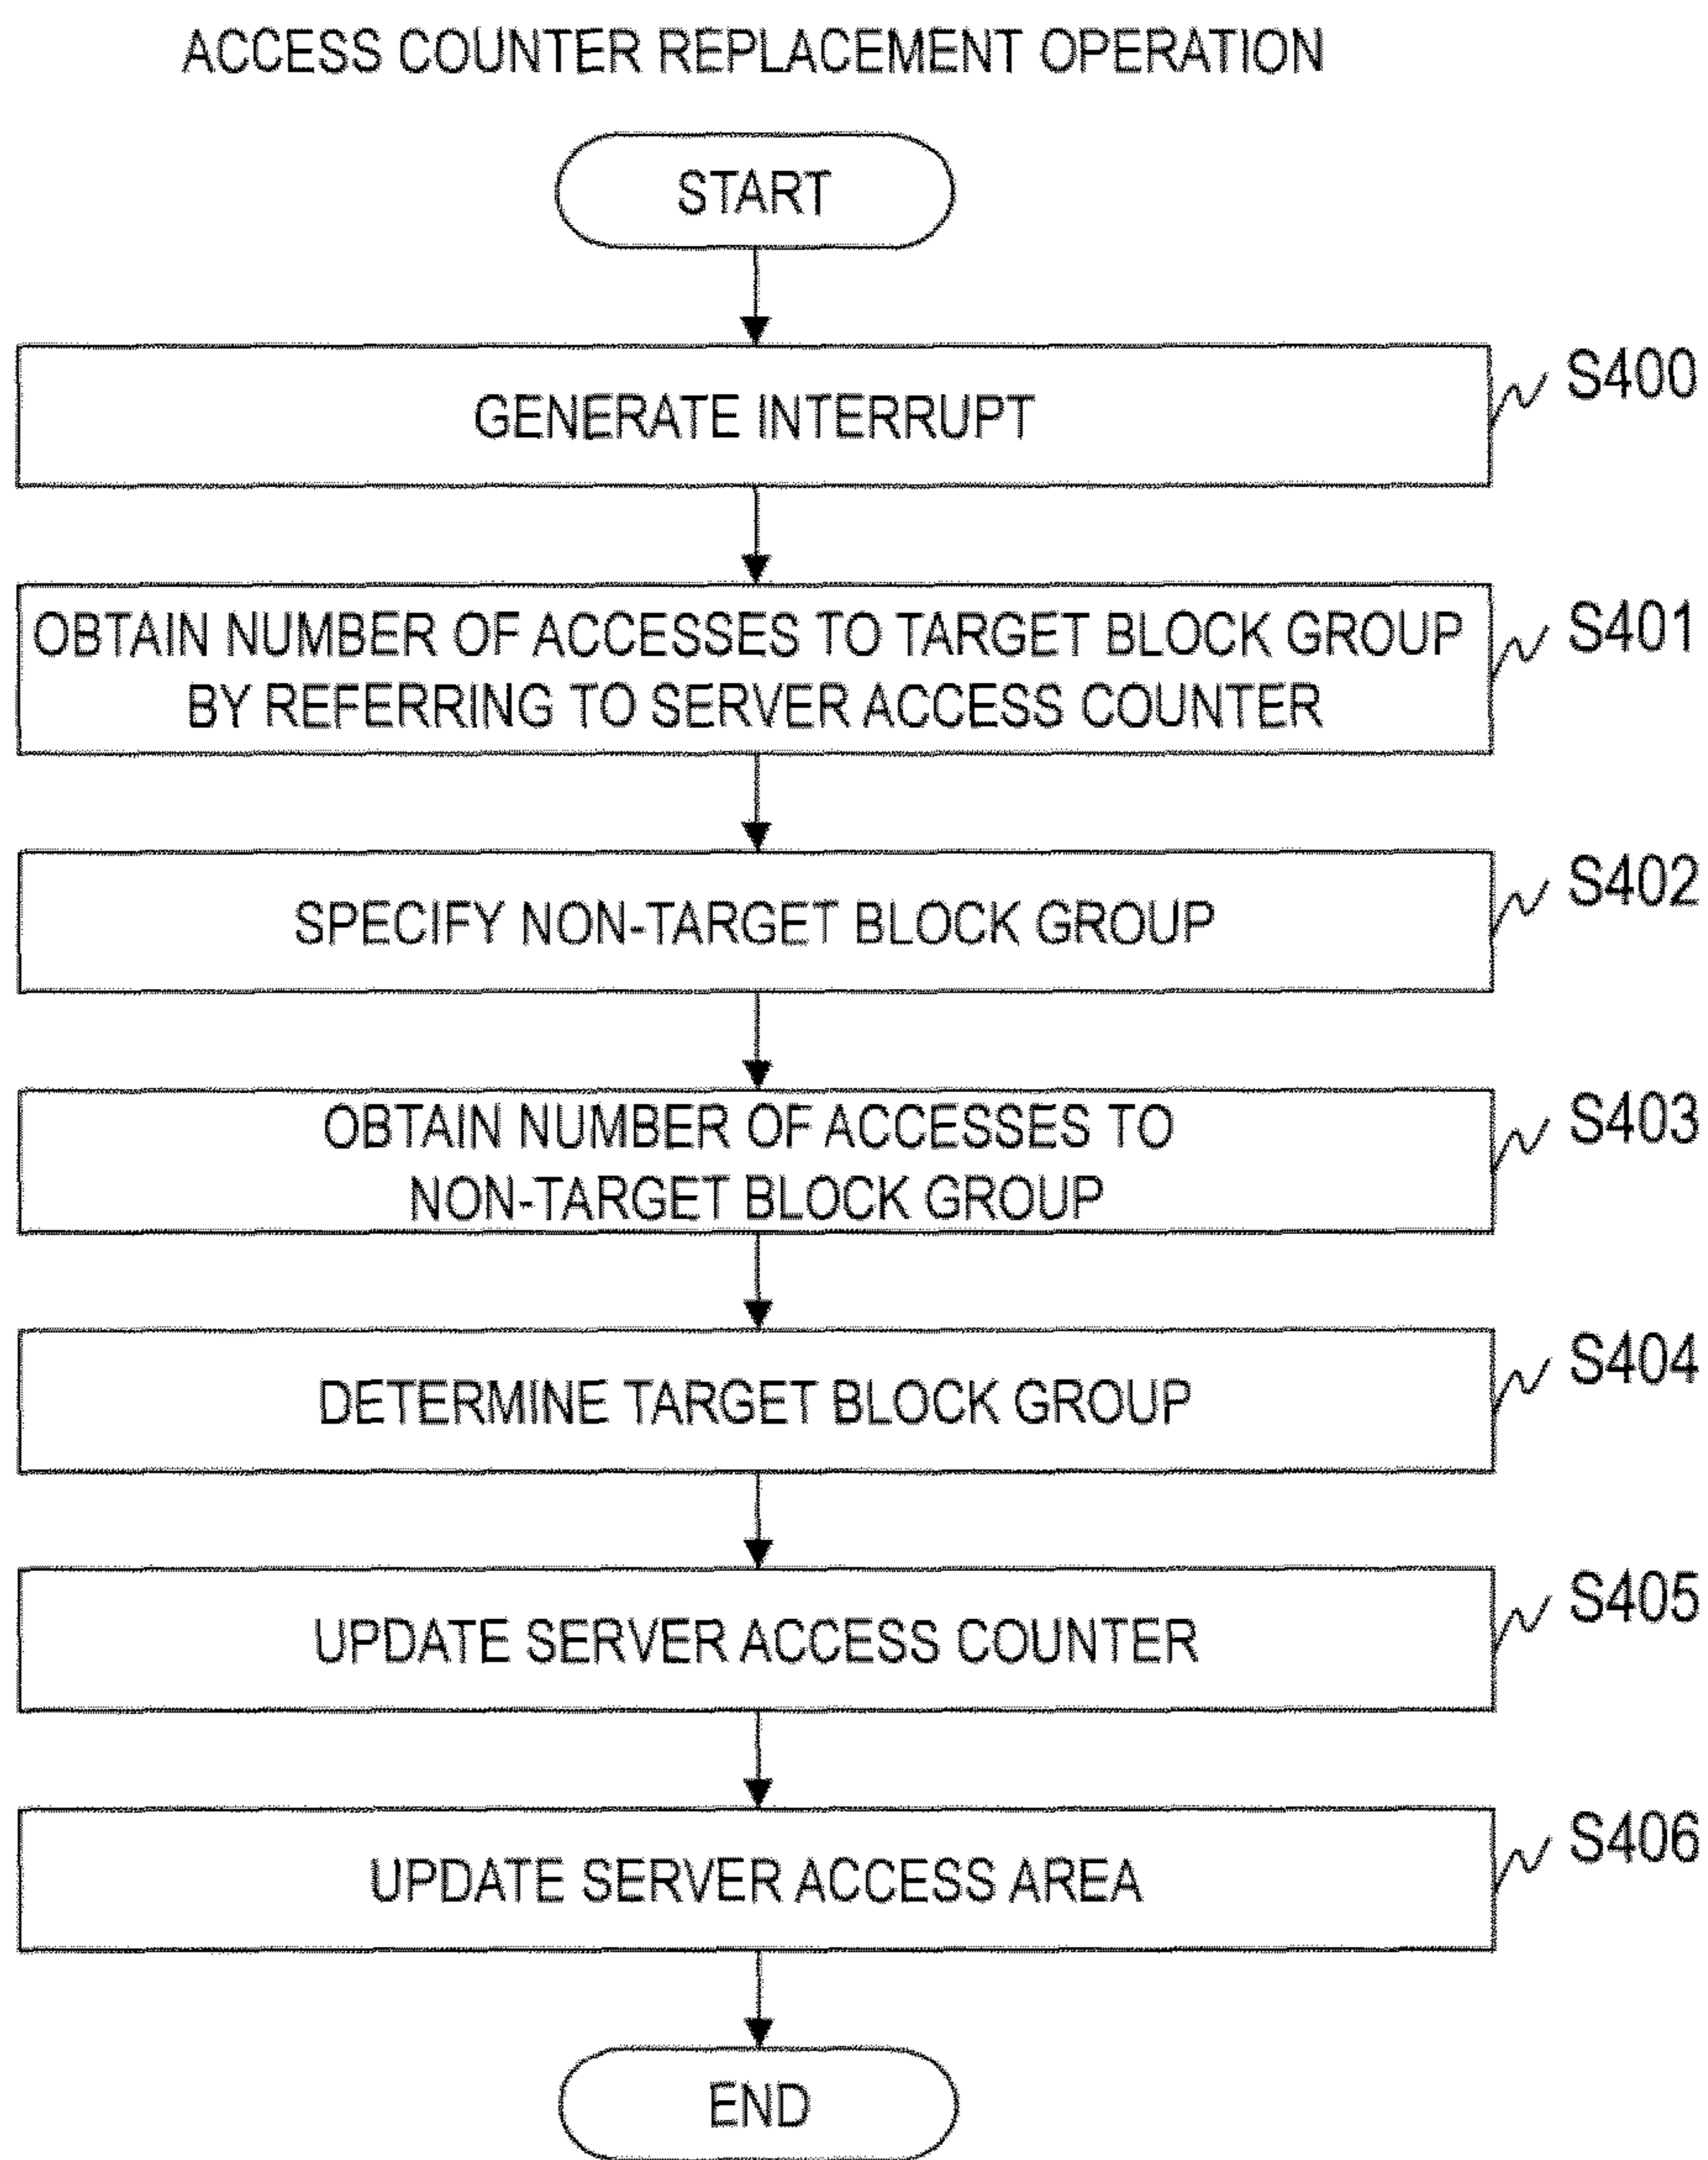 ACCESS COUNTER REPLACEMENT OPERATION
START
GENERATE INTERRUPT
S400
OBTAIN NUMBER OF ACCESSES TO TARGET BLOCK GROUP
BY REFERRING TO SERVER ACCESS COUNTER
S401
SPECIFY NON-TARGET BLOCK GROUP
S402
OBTAIN NUMBER OF ACCESSES TO
NON-TARGET BLOCK GROUP
S403
DETERMINE TARGET BLOCK GROUP
S404
UPDATE SERVER ACCESS COUNTER
S405
UPDATE SERVER ACCESS AREA
S406
END